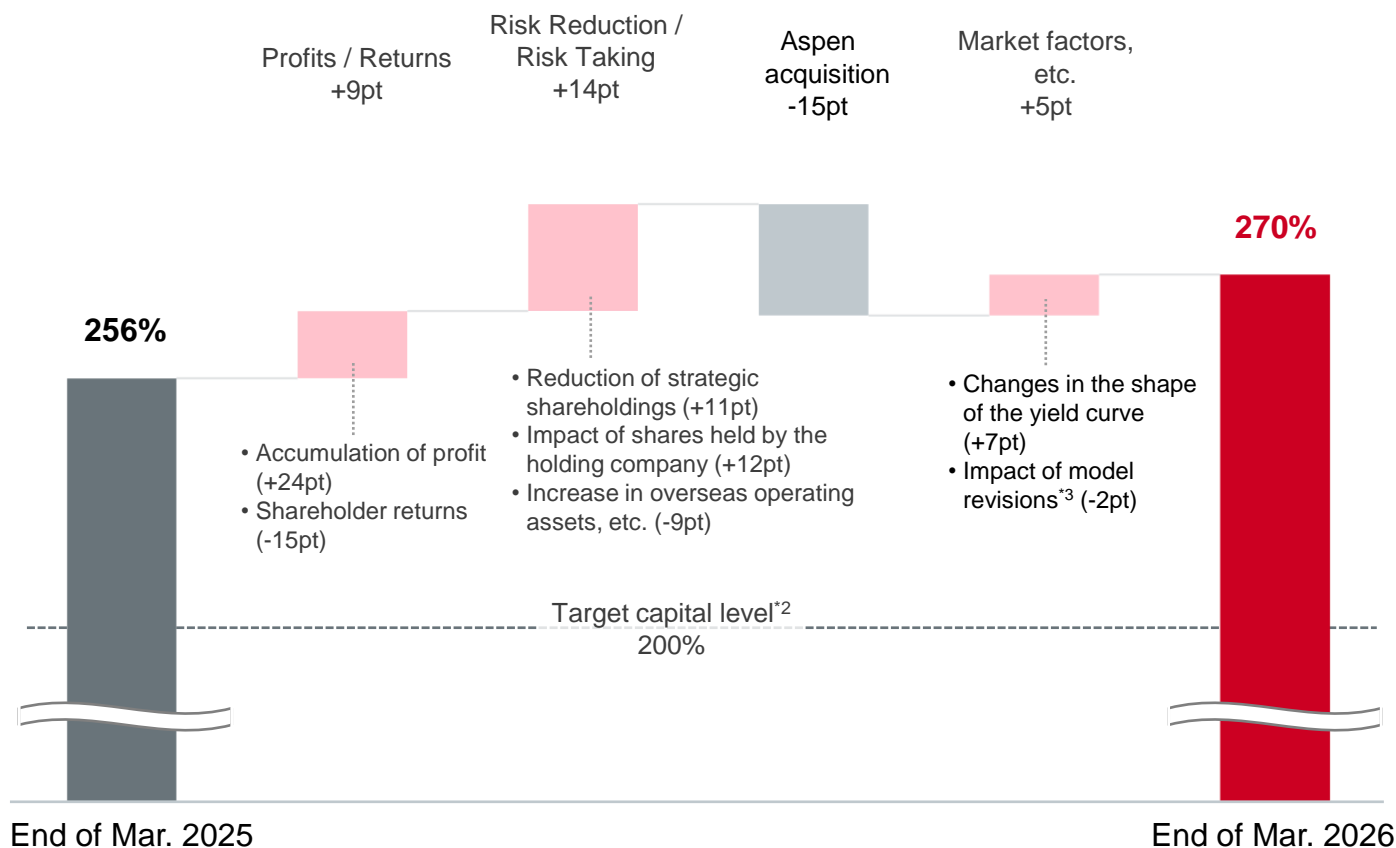 Profits / Returns
+9pt
Risk Reduction /
Risk Taking
+14pt
Aspen
acquisition
-15pt
Market factors,
etc.
+5pt
256%
270%
• Accumulation of profit
(+24pt)
• Shareholder returns
(-15pt)
• Reduction of strategic
shareholdings (+11pt)
• Impact of shares held by the
holding company (+12pt)
• Increase in overseas operating
assets, etc. (-9pt)
• Changes in the shape
of the yield curve
(+7pt)
• Impact of model
revisions*3 (-2pt)
Target capital level*2
200%
End of Mar. 2025
End of Mar. 2026